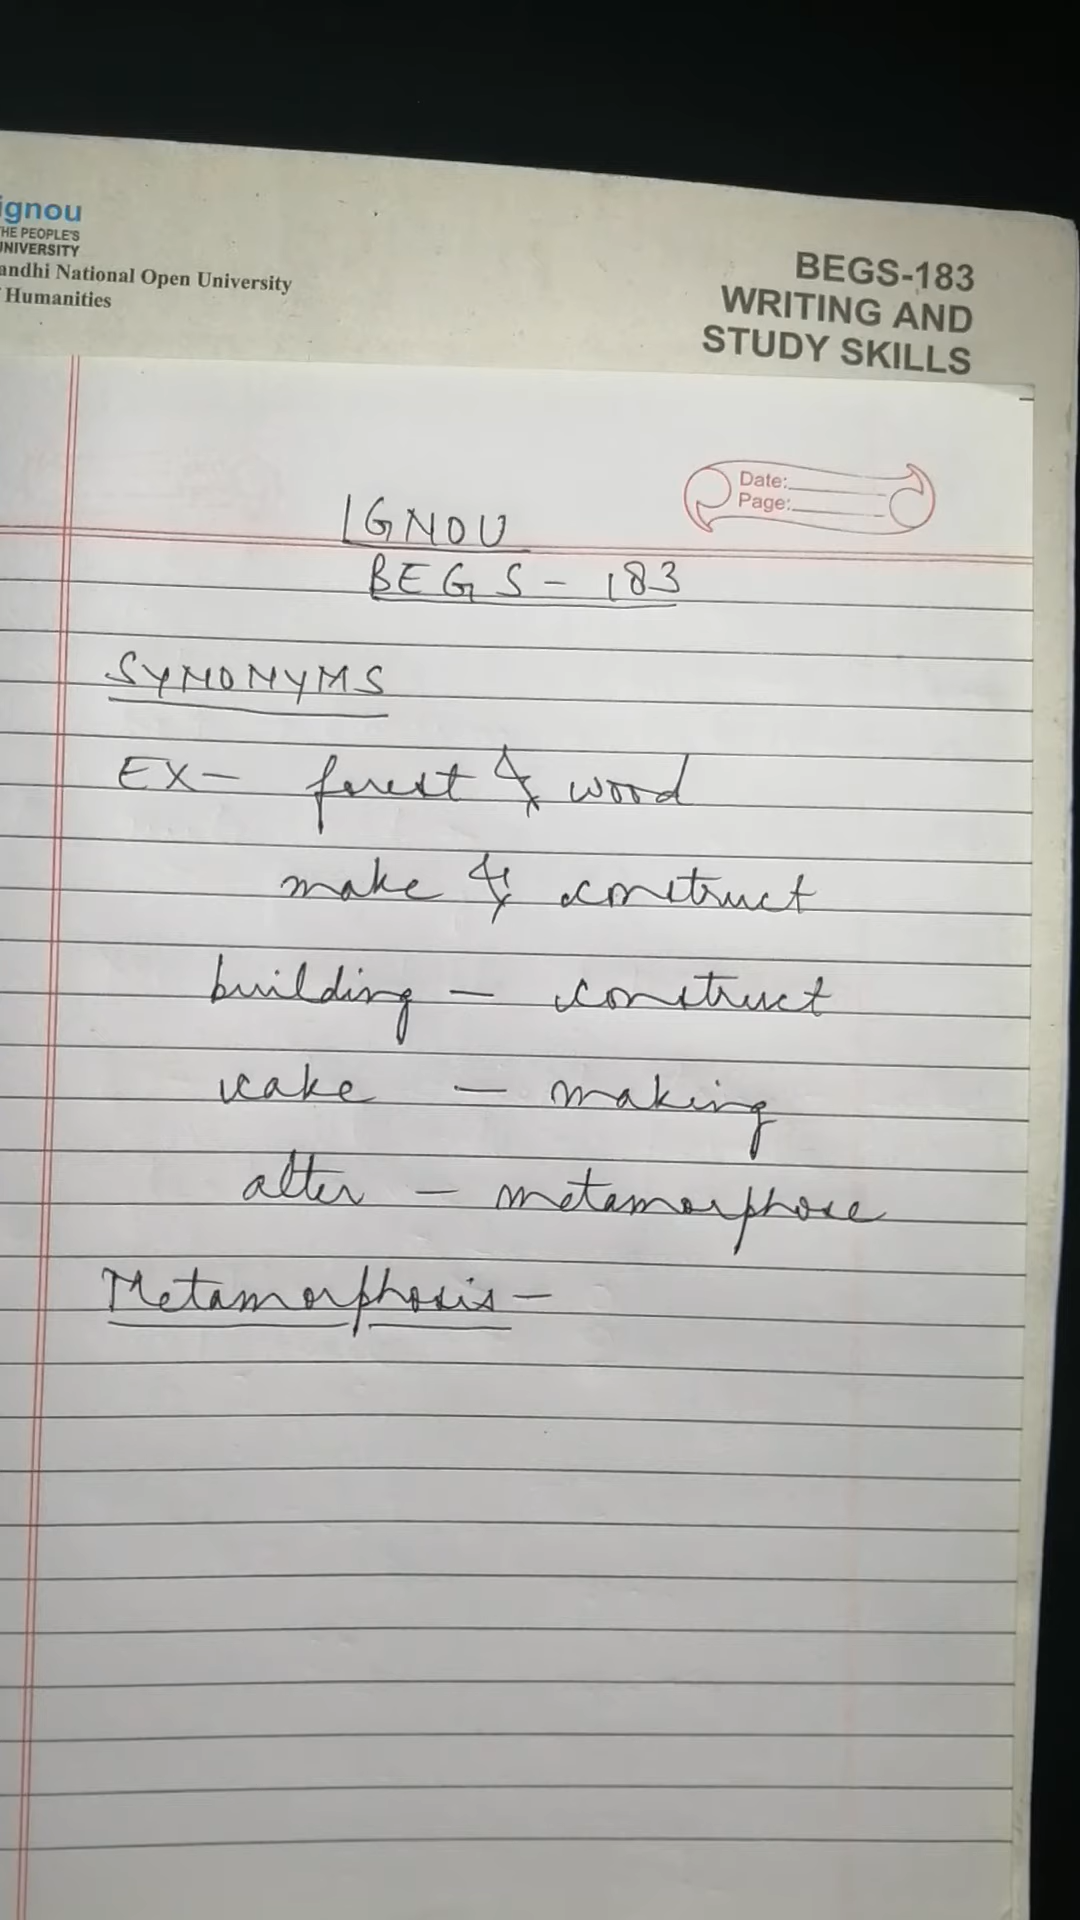 ignou
THE PEOPLE'S
UNIVERSITY
andhi National Open University
Humanities
BEGS-183
WRITING AND
STUDY SKILLS
Date:
Page:
IGNOU
BEGS - 183
SYNONYMS
EX- forest & wood
make & construct
building - construct
cake - making
alter - metamorphose
Metamorphosis -